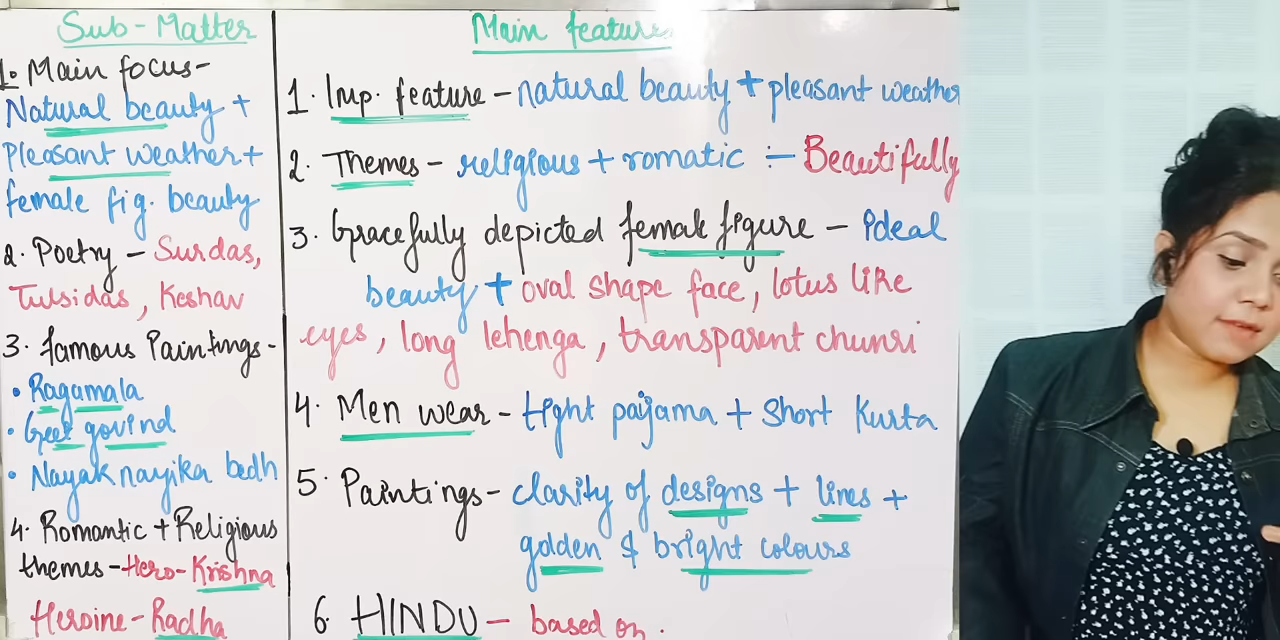 Sub-Matter
1. Main focus-
Natural beauty +
Pleasant weather+
female fig. beauty
2. Poetry - Surdas,
Tulsidas, Keshav
3. famous Paintings-
• Ragamala
• Geet govind
• Nayak nayika bedh
4. Romantic + Religious
themes-Hero-Krishna
Heroine-Radha
Main features
1. Imp. feature - natural beauty + pleasant weather
2. Themes - religious + romatic :- Beautifully
3. Gracefully depicted female figure - ideal
beauty + oval shape face, lotus like
eyes, long lehenga, transparent chunri
4. Men wear - tight paijama + short Kurta
5. Paintings- clarity of designs + lines +
golden & bright colours
6. HINDU - based on.